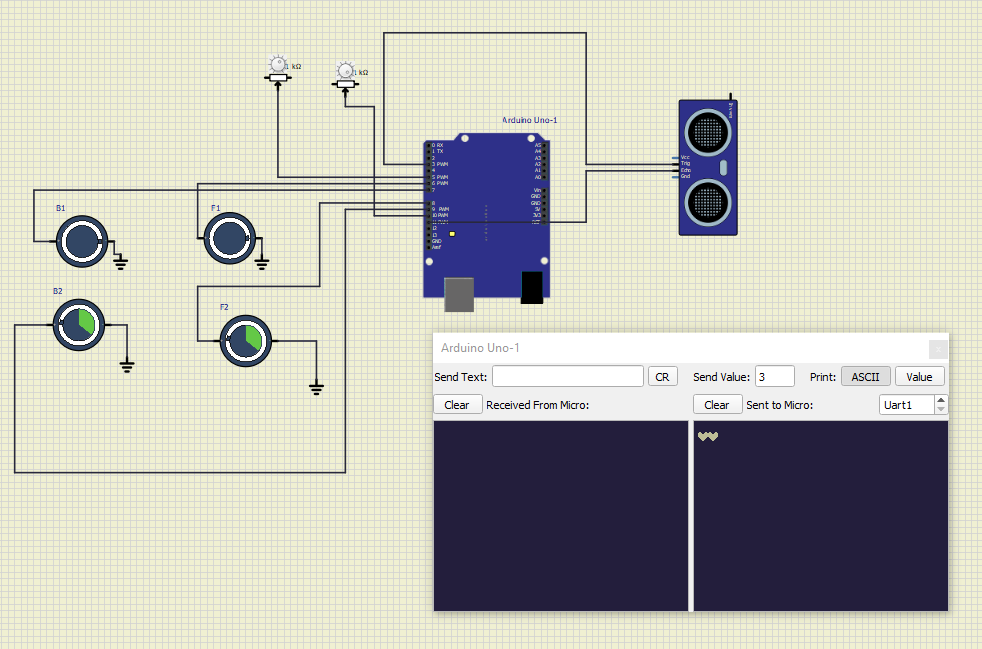 1 kΩ
1 kΩ
Arduino Uno-1
0 RX
1 TX
2
3 PWM
4
5 PWM
6 PWM
7
8
9 PWM
10 PWM
12
13
GND
Aref
A5
A4
A3
A2
A1
A0
Vin
GND
GND
5V
3V3
Vcc
Trig
Echo
Gnd
B1
F1
B2
F2
Arduino Uno-1
Send Text: CR Send Value: 3 Print: ASCII Value
Clear Received From Micro: Clear Sent to Micro: Uart1